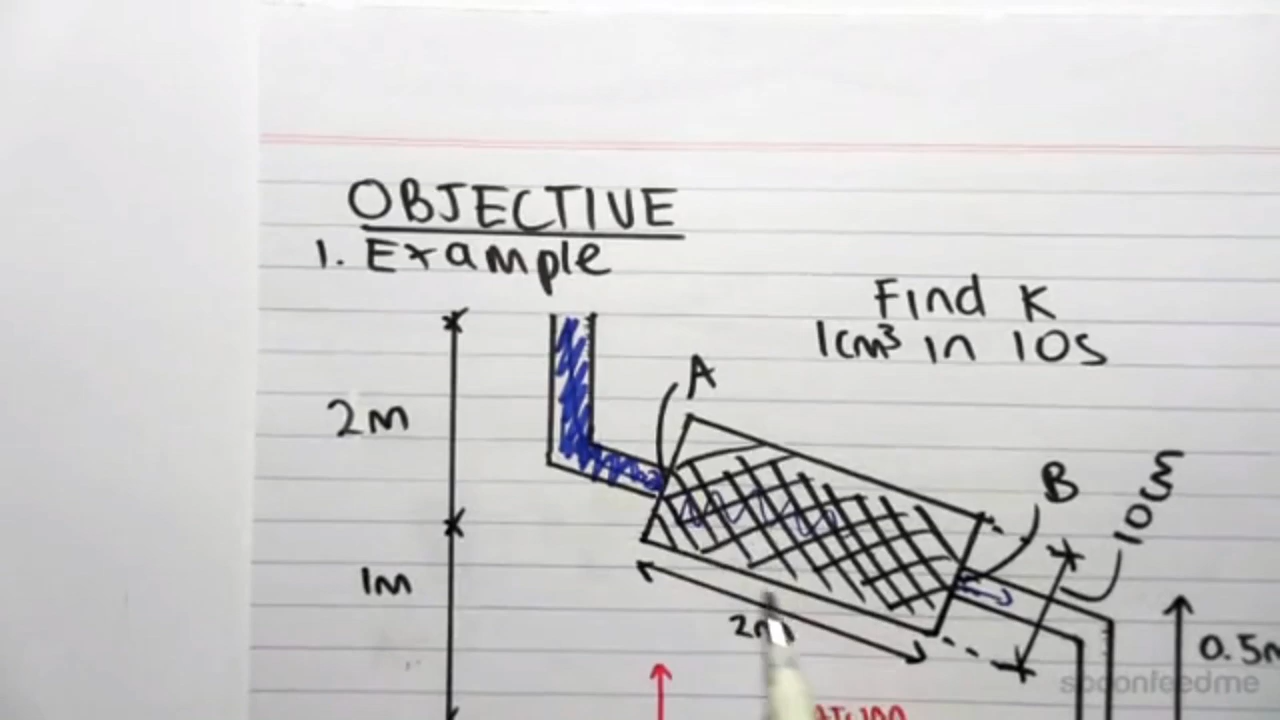 OBJECTIVE
1. Example
Find K
1cm³ in 10s
A
2m
B
10cm
1m
2m
0.5m
spoonfeedme